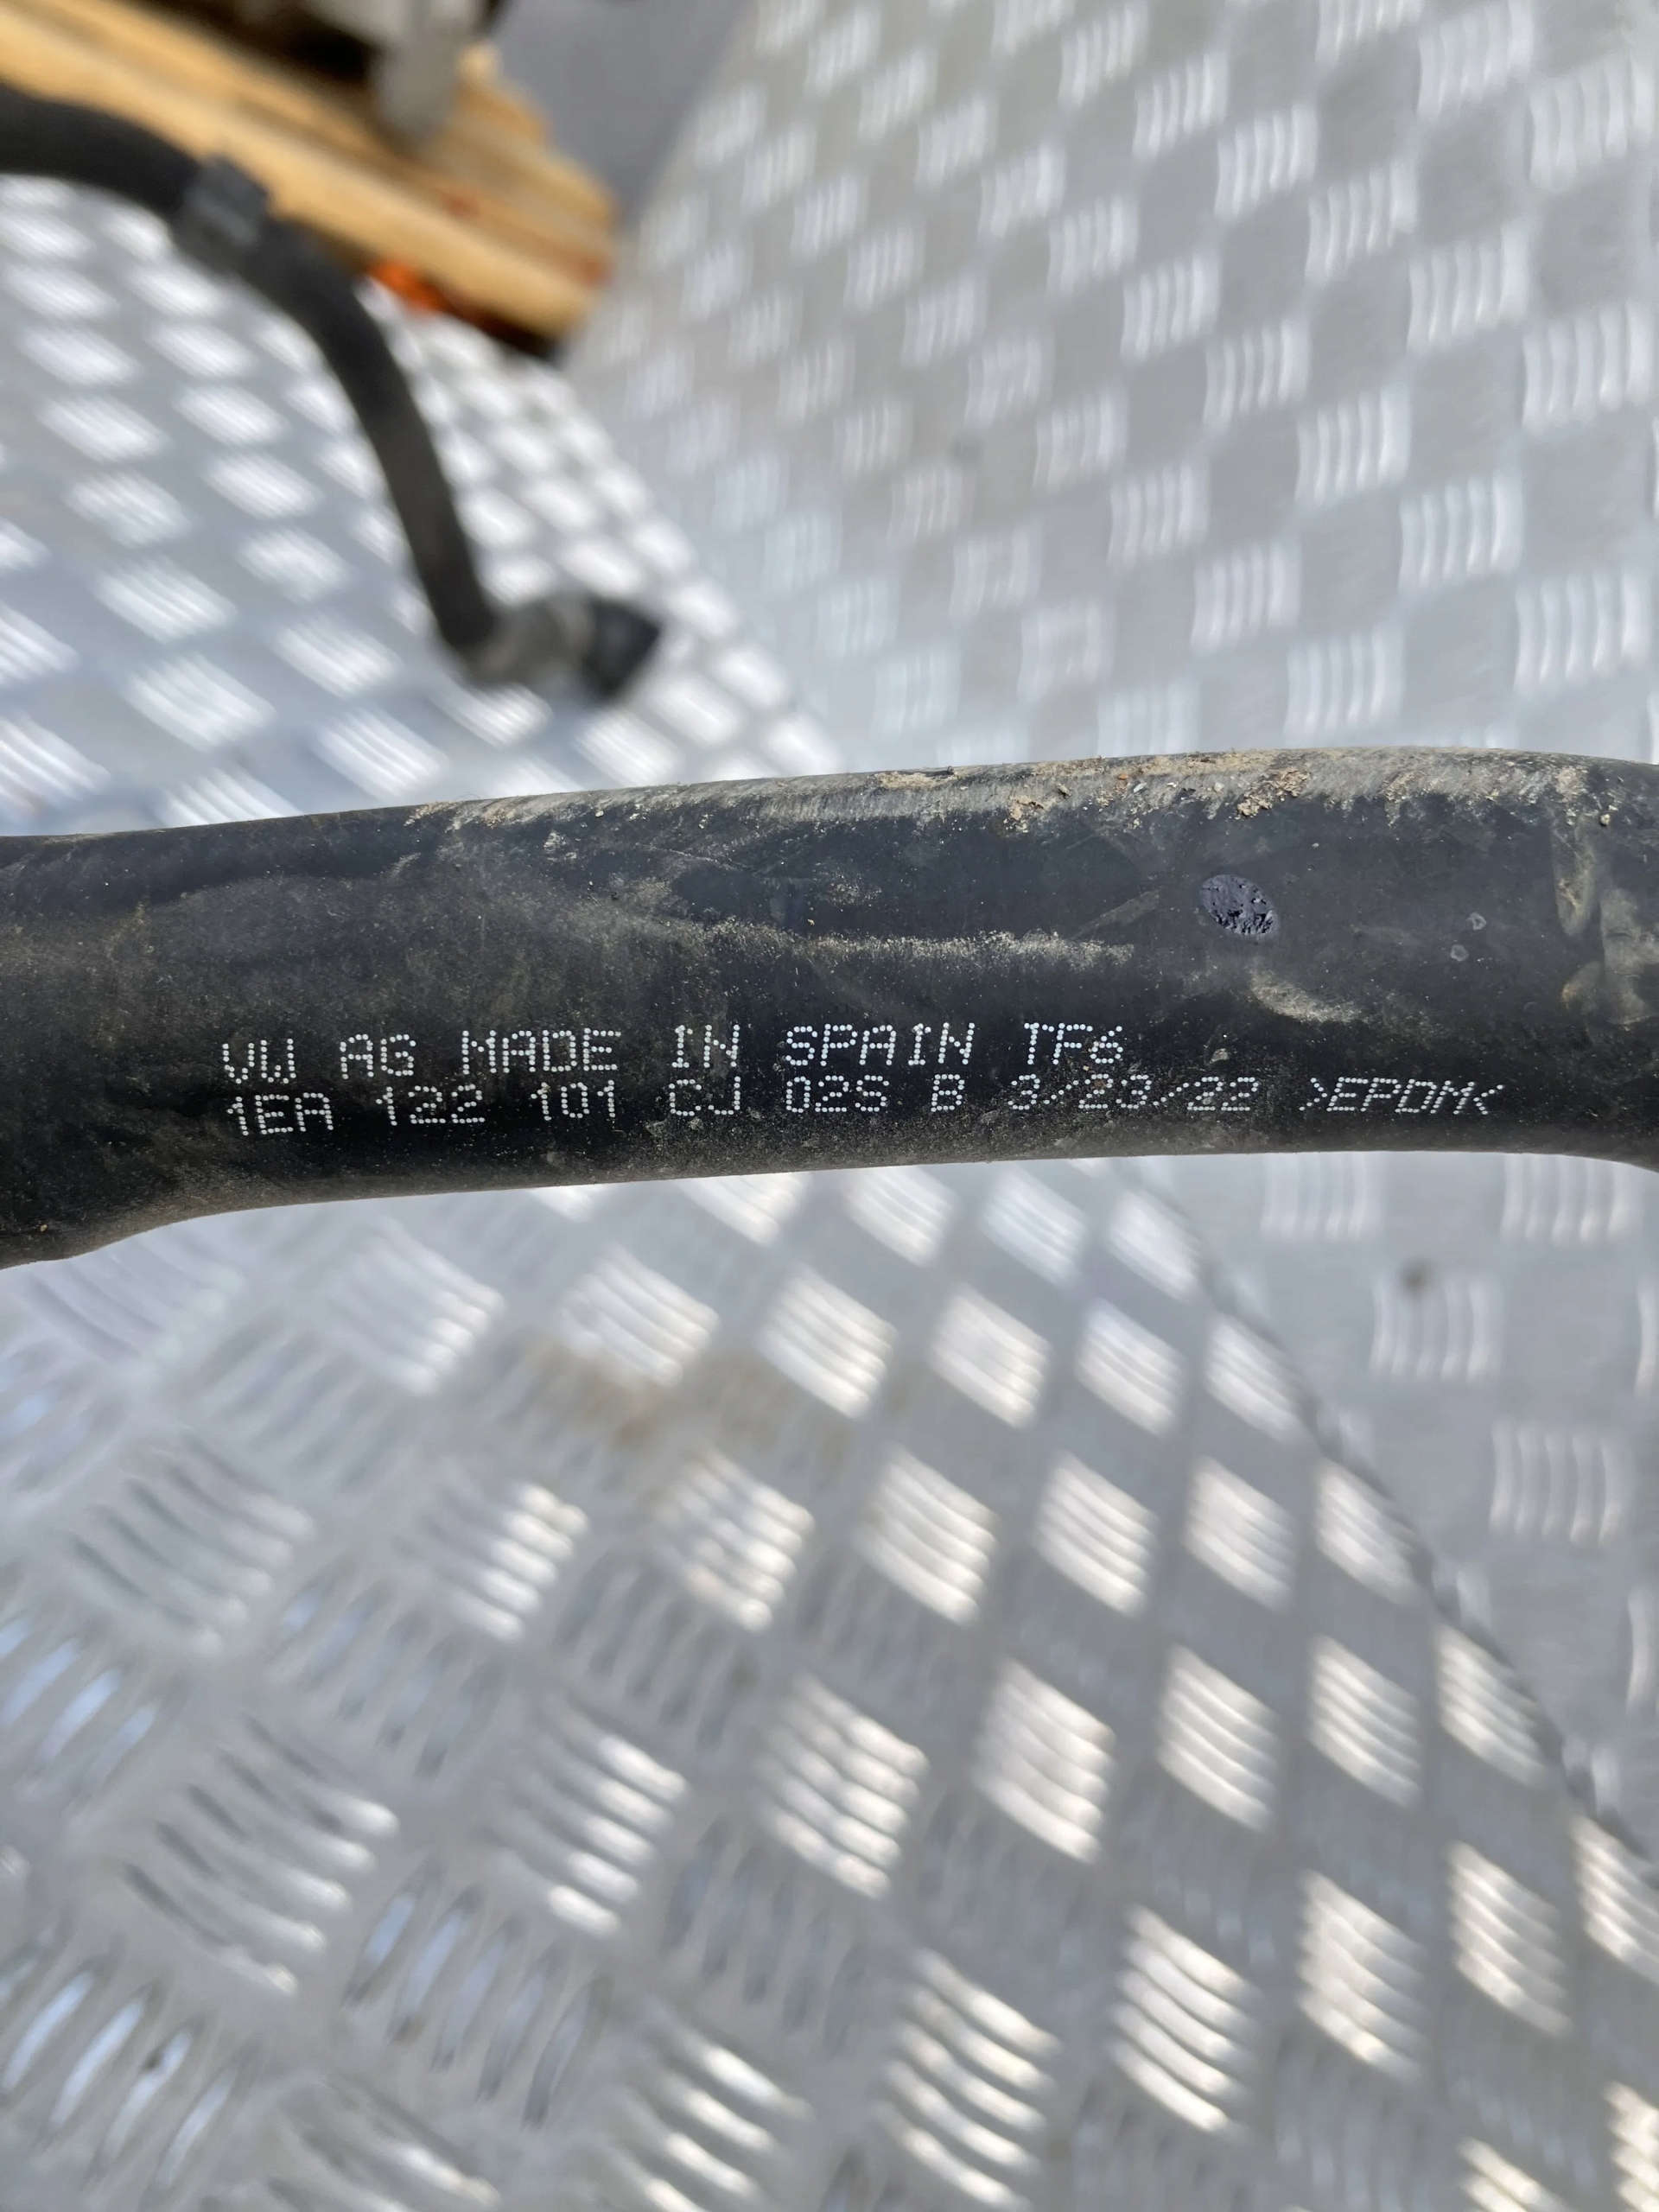 VW AG MADE IN SPAIN TF6
1EA 122 101 CJ 02S B 3/23/22 >EPDM<